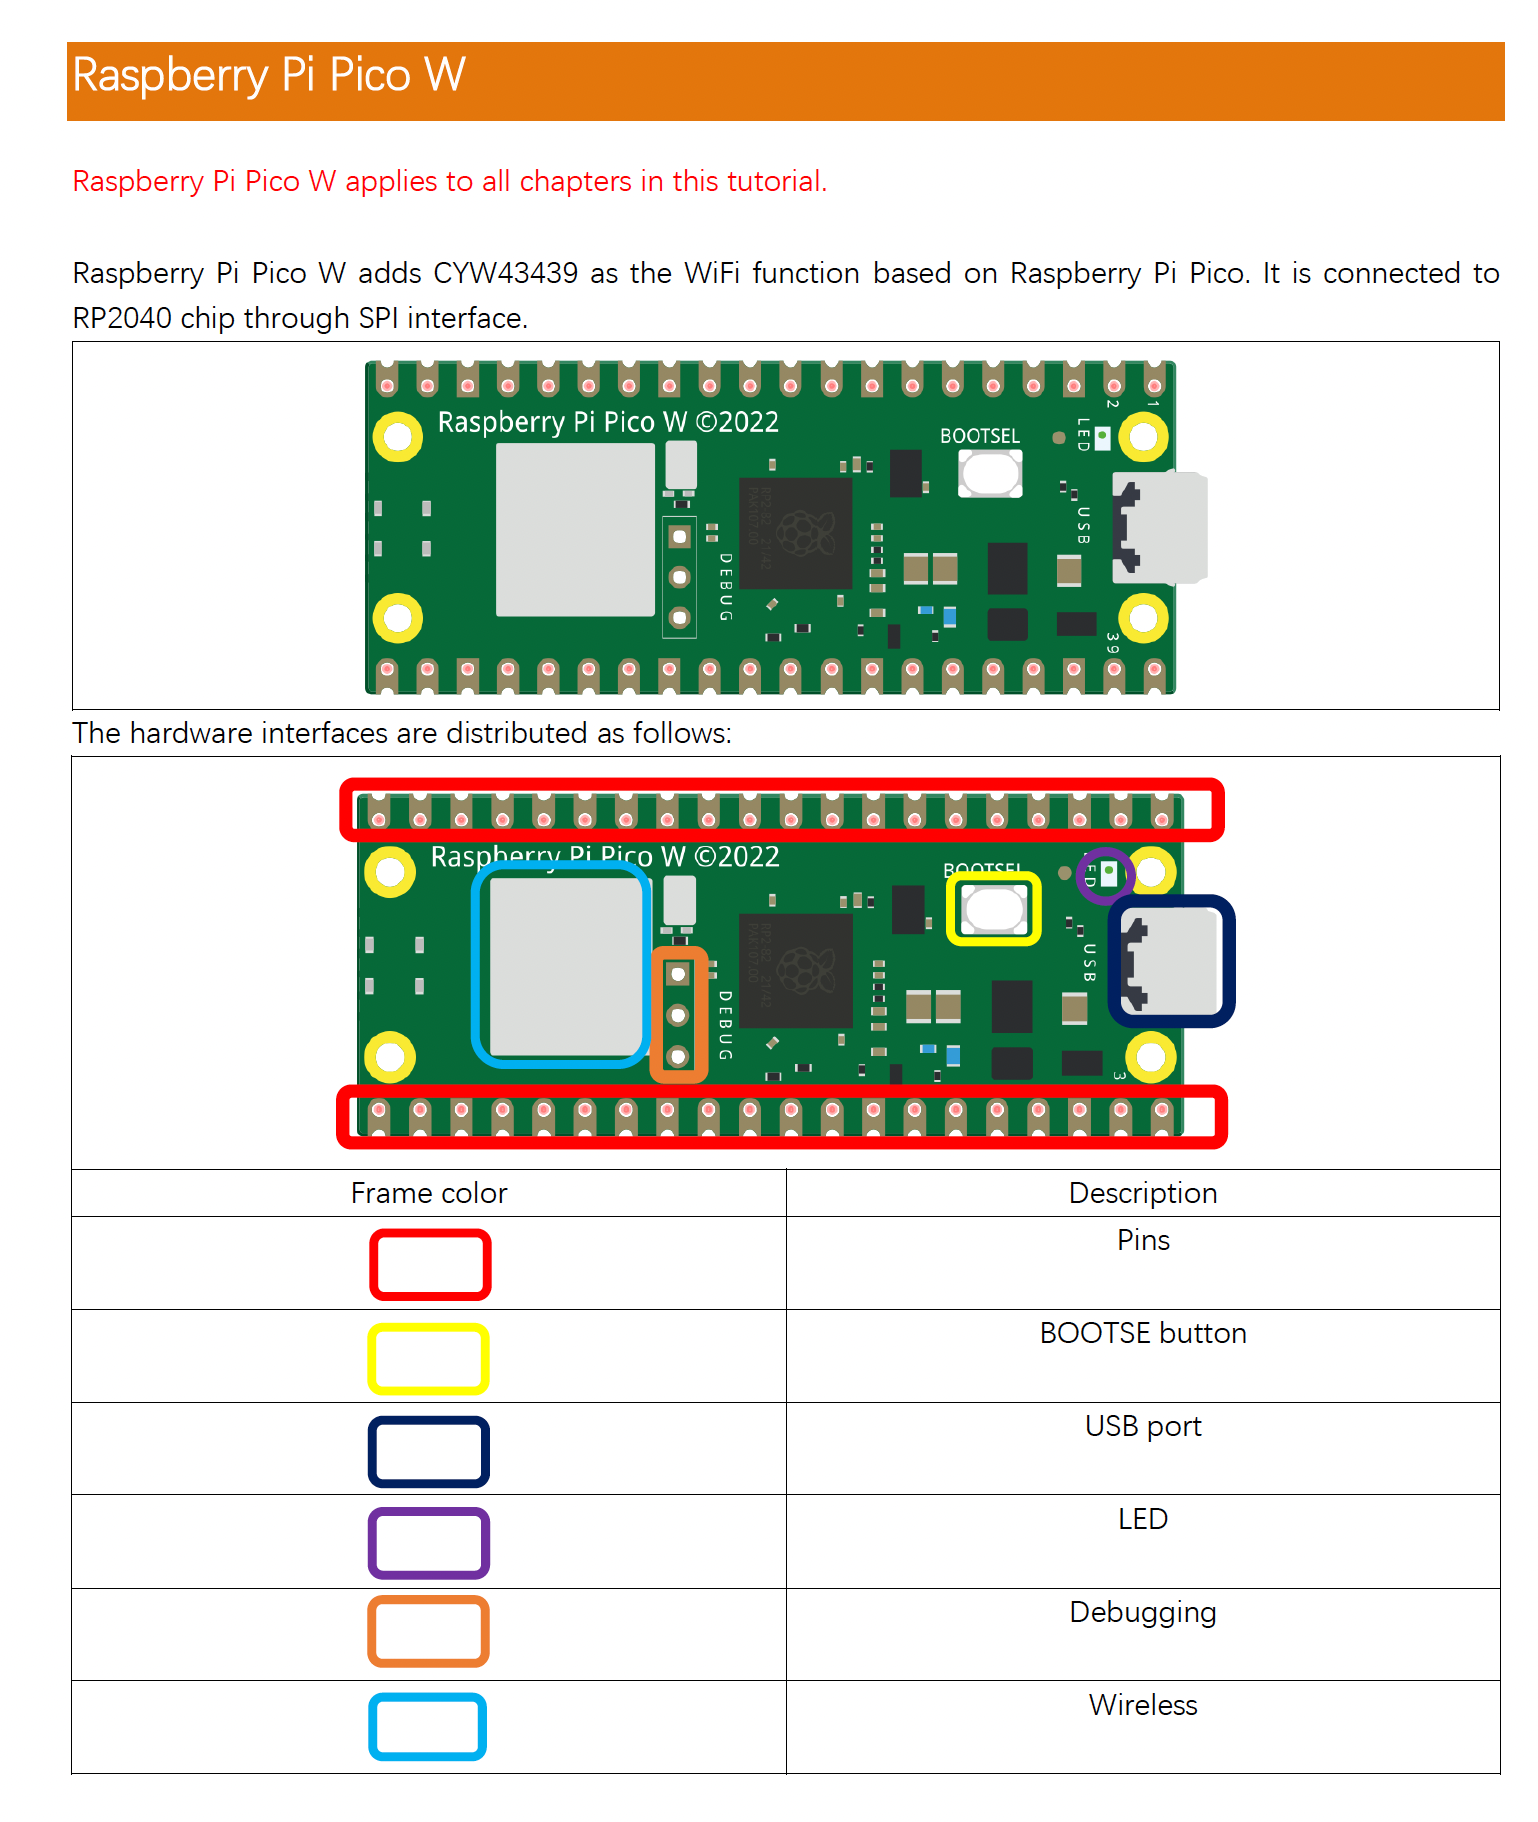 Raspberry Pi Pico W
Raspberry Pi Pico W applies to all chapters in this tutorial.
Raspberry Pi Pico W adds CYW43439 as the WiFi function based on Raspberry Pi Pico. It is connected to
RP2040 chip through SPI interface.
2
1
Raspberry Pi Pico W ©2022
BOOTSEL
LED
USB
DEBUG
39
The hardware interfaces are distributed as follows:
Raspberry Pi Pico W ©2022
BOOTSEL
USB
DEBUG
3
Frame color
Description
Pins
BOOTSE button
USB port
LED
Debugging
Wireless